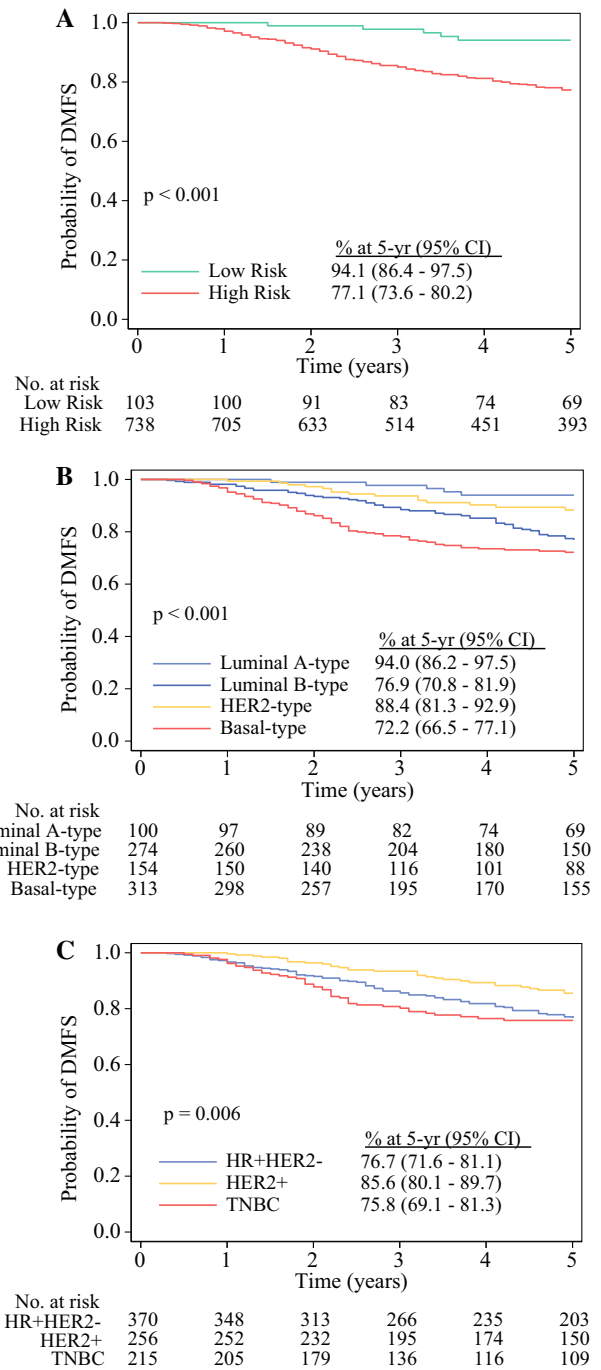 A
1.0
0.8
0.6
0.4
0.2
0.0
Probability of DMFS
p < 0.001
% at 5-yr (95% CI)
Low Risk 94.1 (86.4 - 97.5)
High Risk 77.1 (73.6 - 80.2)
0 1 2 3 4 5
Time (years)
No. at risk
Low Risk 103 100 91 83 74 69
High Risk 738 705 633 514 451 393
B
1.0
0.8
0.6
0.4
0.2
0.0
Probability of DMFS
p < 0.001
% at 5-yr (95% CI)
Luminal A-type 94.0 (86.2 - 97.5)
Luminal B-type 76.9 (70.8 - 81.9)
HER2-type 88.4 (81.3 - 92.9)
Basal-type 72.2 (66.5 - 77.1)
0 1 2 3 4 5
Time (years)
No. at risk
minal A-type 100 97 89 82 74 69
minal B-type 274 260 238 204 180 150
HER2-type 154 150 140 116 101 88
Basal-type 313 298 257 195 170 155
C
1.0
0.8
0.6
0.4
0.2
0.0
Probability of DMFS
p = 0.006
% at 5-yr (95% CI)
HR+HER2- 76.7 (71.6 - 81.1)
HER2+ 85.6 (80.1 - 89.7)
TNBC 75.8 (69.1 - 81.3)
0 1 2 3 4 5
Time (years)
No. at risk
HR+HER2- 370 348 313 266 235 203
HER2+ 256 252 232 195 174 150
TNBC 215 205 179 136 116 109